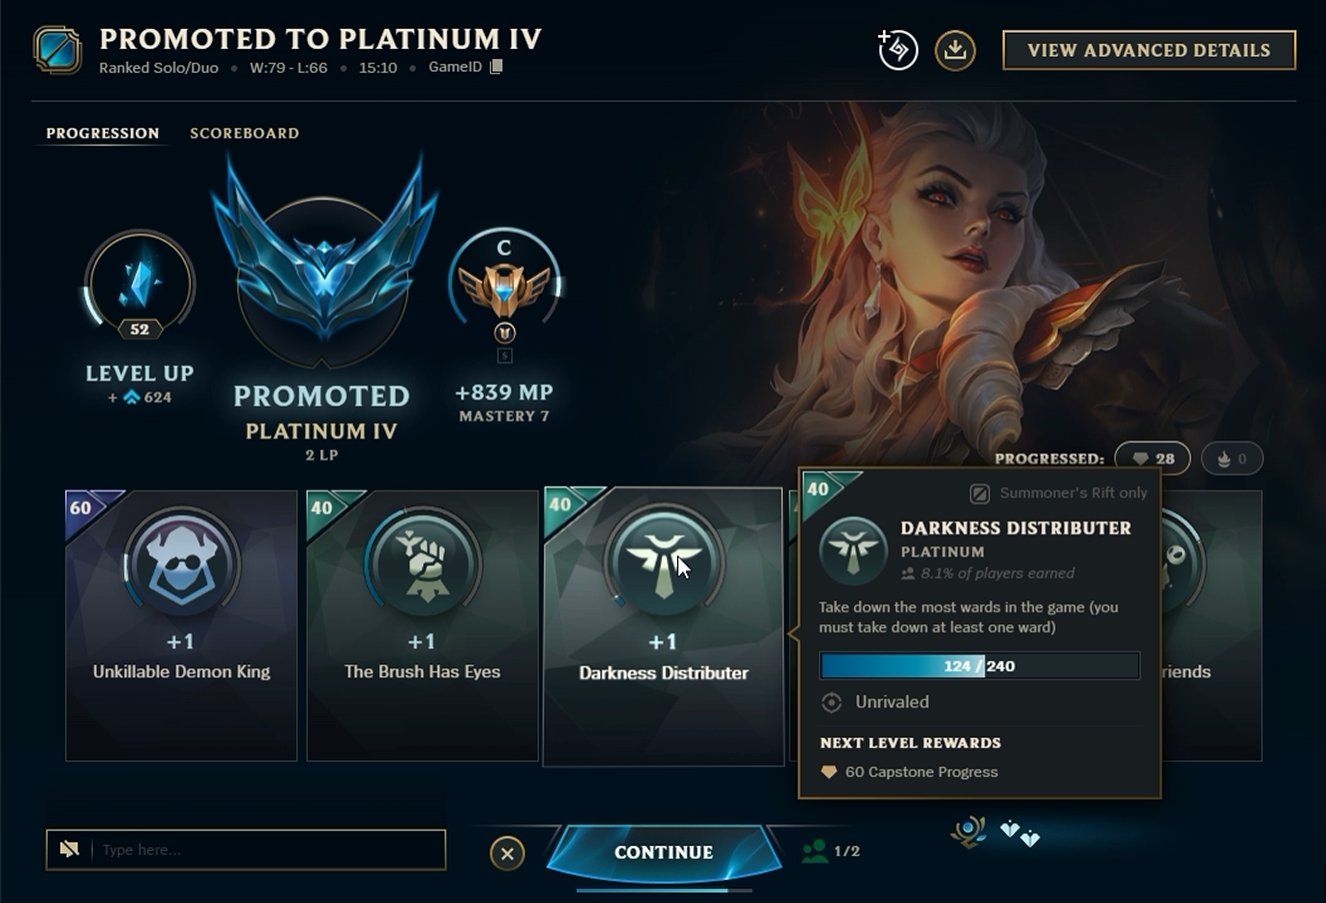 PROMOTED TO PLATINUM IV
Ranked Solo/Duo • W:79 - L:66 • 15:10 • GameID
VIEW ADVANCED DETAILS
PROGRESSION
SCOREBOARD
52
LEVEL UP
+ 624
PROMOTED
PLATINUM IV
2 LP
C
S
+839 MP
MASTERY 7
PROGRESSED:
28
0
60
+1
Unkillable Demon King
40
+1
The Brush Has Eyes
40
+1
Darkness Distributer
40
Summoner's Rift only
DARKNESS DISTRIBUTER
PLATINUM
8.1% of players earned
Take down the most wards in the game (you
must take down at least one ward)
124 / 240
Unrivaled
NEXT LEVEL REWARDS
60 Capstone Progress
riends
Type here...
CONTINUE
1/2